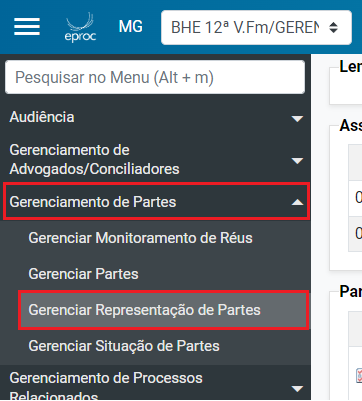 eproc
MG
BHE 12ª V.Fm/GEREN
Pesquisar no Menu (Alt + m)
Audiência
Gerenciamento de
Advogados/Conciliadores
Gerenciamento de Partes
Gerenciar Monitoramento de Réus
Gerenciar Partes
Gerenciar Representação de Partes
Gerenciar Situação de Partes
Gerenciamento de Processos
Relacionados
Ler
Ass
0
0
Par